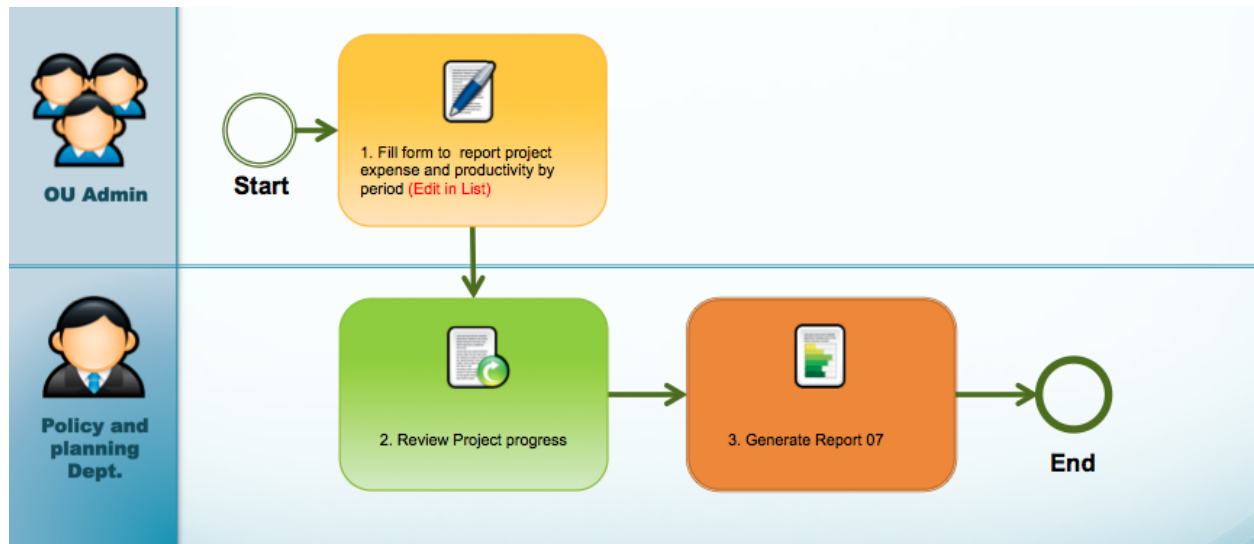 OU Admin
Start
1. Fill form to report project
expense and productivity by
period (Edit in List)
Policy and
planning
Dept.
2. Review Project progress
3. Generate Report 07
End